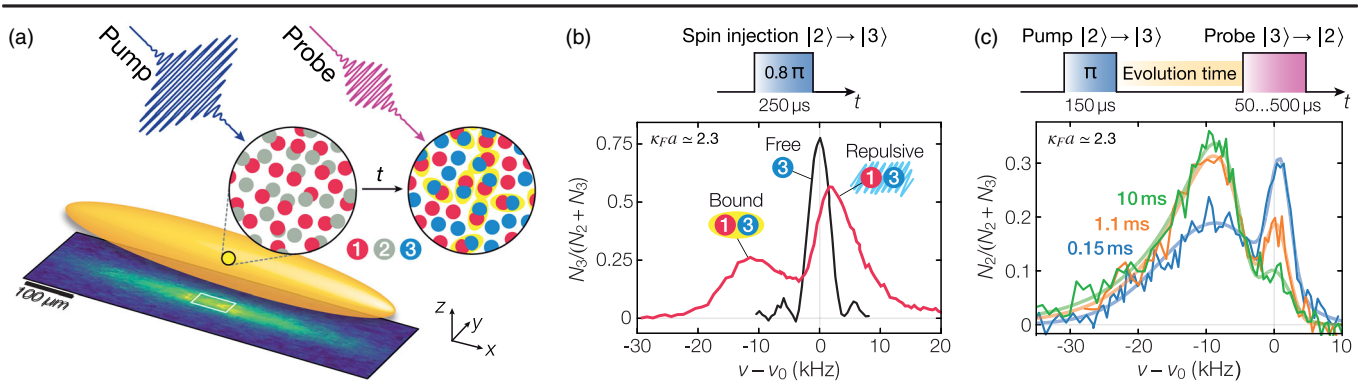 (a)
Pump
Probe
t
1 2 3
100 μm
z
y
x
(b)
Spin injection |2⟩→|3⟩
0.8 π
t
250 μs
κFa ≃ 2.3
Free
3
Repulsive
1 3
Bound
1 3
N3/(N2 + N3)
0.75
0.50
0.25
0
-30 -20 -10 0 10 20
ν – ν0 (kHz)
(c)
Pump |2⟩→|3⟩
Probe |3⟩→|2⟩
π
Evolution time
t
150 μs
50...500 μs
κFa ≃ 2.3
10 ms
1.1 ms
0.15 ms
N2/(N2 + N3)
0.3
0.2
0.1
0
-30 -20 -10 0 10
ν – ν0 (kHz)